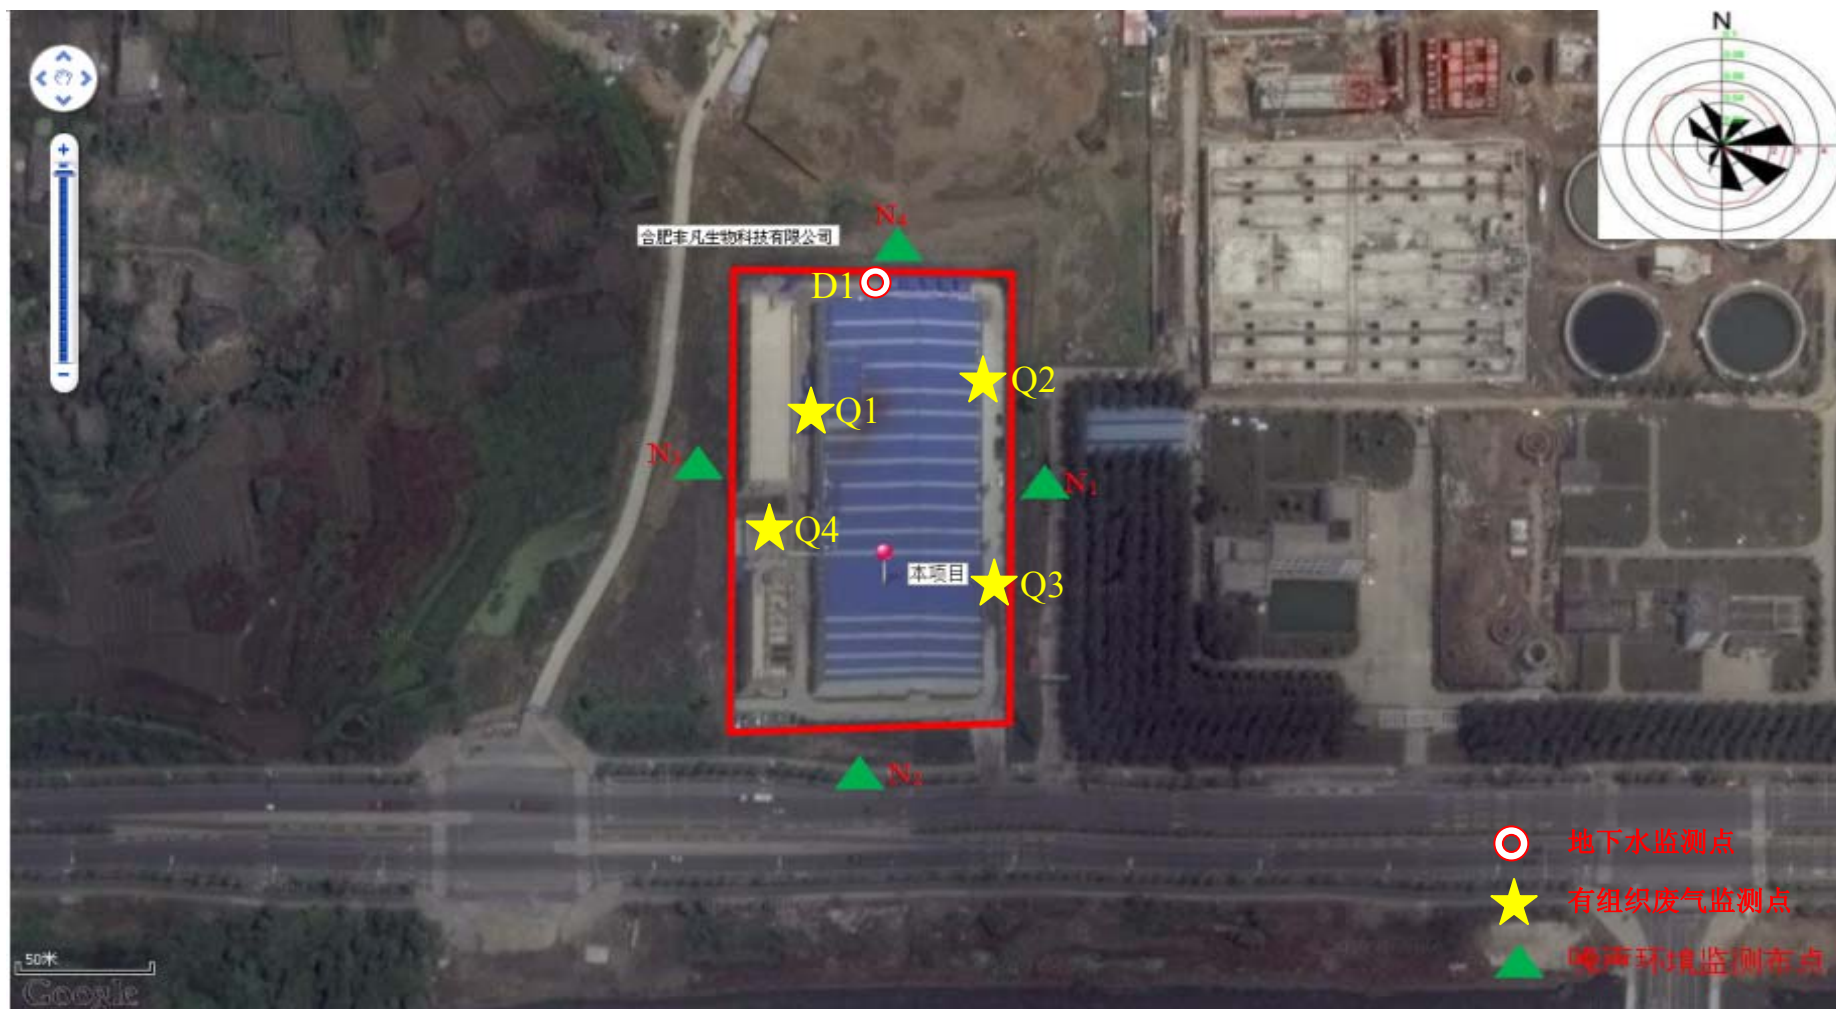 N
N₄
合肥非凡生物科技有限公司
D1
Q2
Q1
N₃
N₁
Q4
本项目
Q3
N₂
地下水监测点
有组织废气监测点
噪声环境监测布点
50米
Google